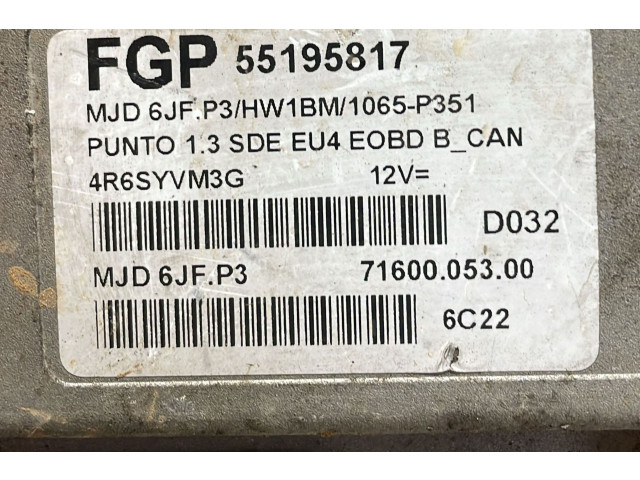 FGP 55195817
MJD 6JF.P3/HW1BM/1065-P351
PUNTO 1.3 SDE EU4 EOBD B_CAN
4R6SYVM3G 12V=
D032
MJD 6JF.P3 71600.053.00
6C22